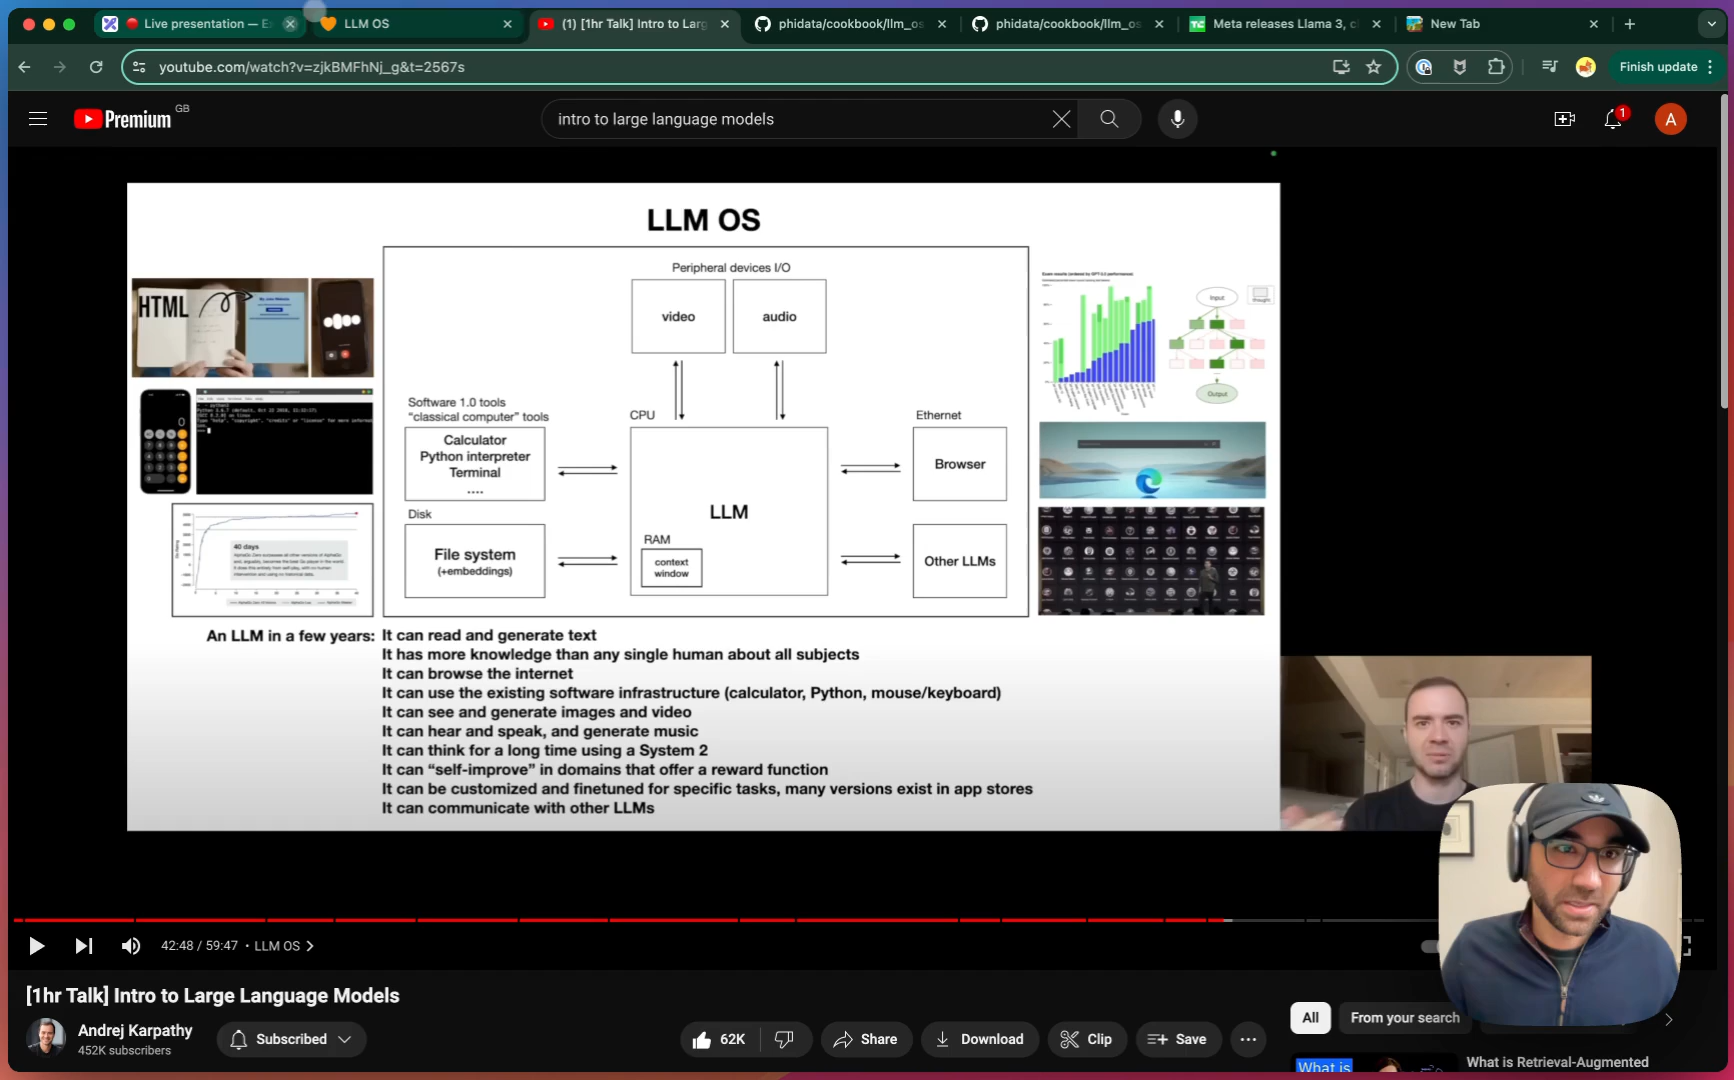 Live presentation — E
LLM OS
(1) [1hr Talk] Intro to Larg
phidata/cookbook/llm_os
phidata/cookbook/llm_os
Meta releases Llama 3, c
New Tab
youtube.com/watch?v=zjkBMFhNj_g&t=2567s
Finish update
Premium
GB
intro to large language models
1
A
LLM OS
Peripheral devices I/O
video
audio
Software 1.0 tools
“classical computer” tools
CPU
Ethernet
Calculator
Python interpreter
Terminal
....
Browser
LLM
Disk
RAM
File system
(+embeddings)
context
window
Other LLMs
HTML
40 days
Input
thought
Output
An LLM in a few years:
It can read and generate text
It has more knowledge than any single human about all subjects
It can browse the internet
It can use the existing software infrastructure (calculator, Python, mouse/keyboard)
It can see and generate images and video
It can hear and speak, and generate music
It can think for a long time using a System 2
It can “self-improve” in domains that offer a reward function
It can be customized and finetuned for specific tasks, many versions exist in app stores
It can communicate with other LLMs
42:48 / 59:47 • LLM OS
[1hr Talk] Intro to Large Language Models
Andrej Karpathy
452K subscribers
Subscribed
62K
Share
Download
Clip
Save
All
From your search
What is
What is Retrieval-Augmented